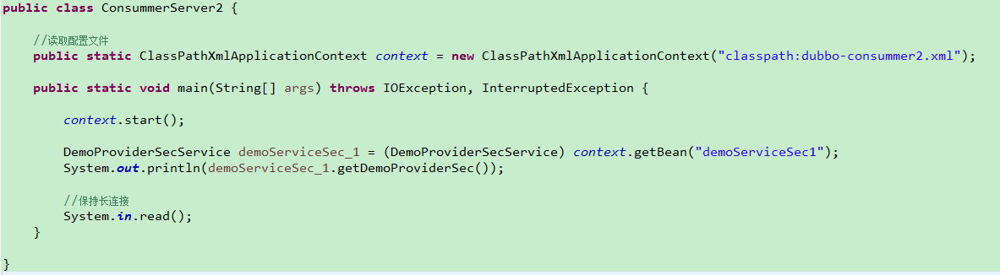 public class ConsummerServer2 {
//读取配置文件
public static ClassPathXmlApplicationContext context = new ClassPathXmlApplicationContext("classpath:dubbo-consummer2.xml");
public static void main(String[] args) throws IOException, InterruptedException {
context.start();
DemoProviderSecService demoServiceSec_1 = (DemoProviderSecService) context.getBean("demoServiceSec1");
System.out.println(demoServiceSec_1.getDemoProviderSec());
//保持长连接
System.in.read();
}
}